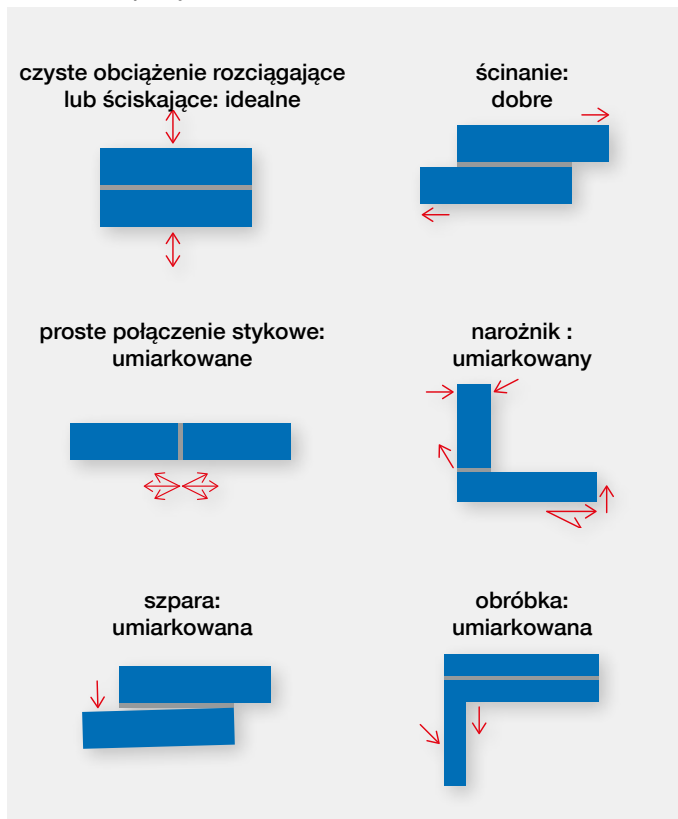 czyste obciążenie rozciągające
lub ściskające: idealne
ścinanie:
dobre
proste połączenie stykowe:
umiarkowane
narożnik :
umiarkowany
szpara:
umiarkowana
obróbka:
umiarkowana